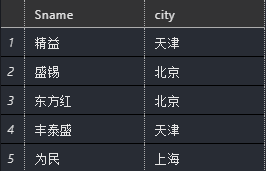 Sname city
1 精益 天津
2 盛锡 北京
3 东方红 北京
4 丰泰盛 天津
5 为民 上海